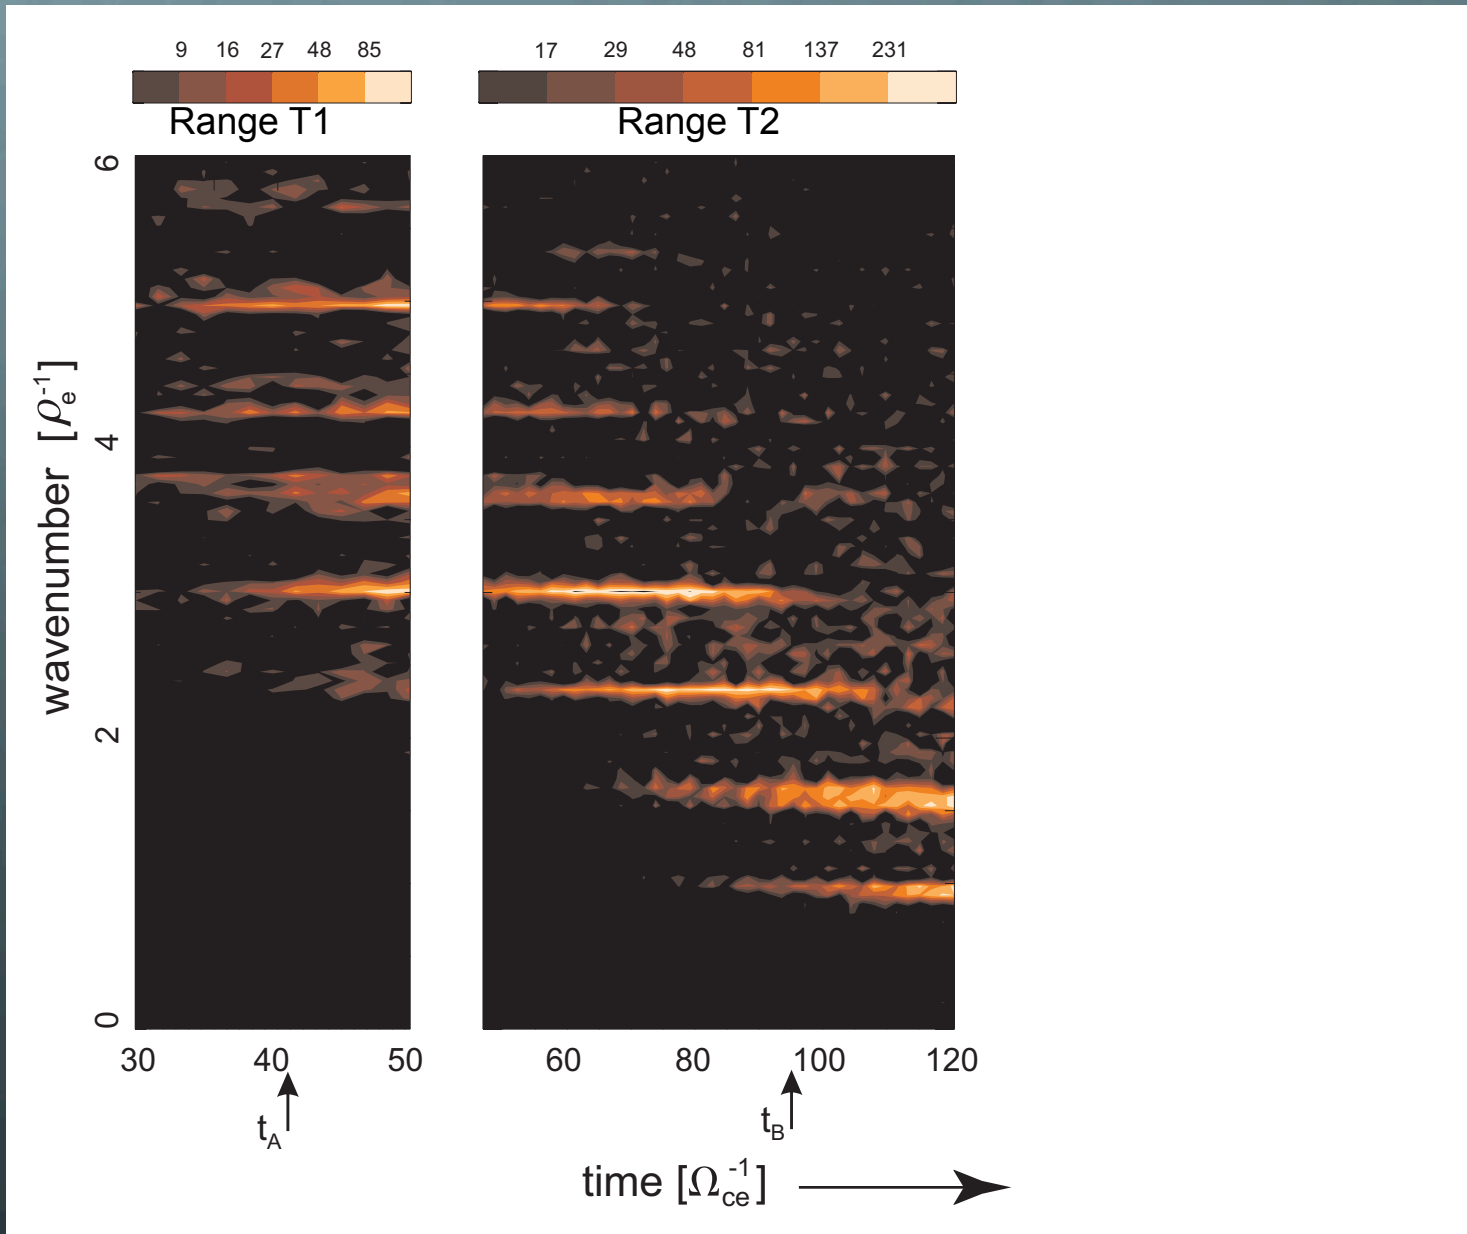 9 16 27 48 85
17 29 48 81 137 231
Range T1
Range T2
wavenumber [ρe-1]
6
4
2
0
30 40 50
60 80 100 120
tA
tB
time [Ωce-1]